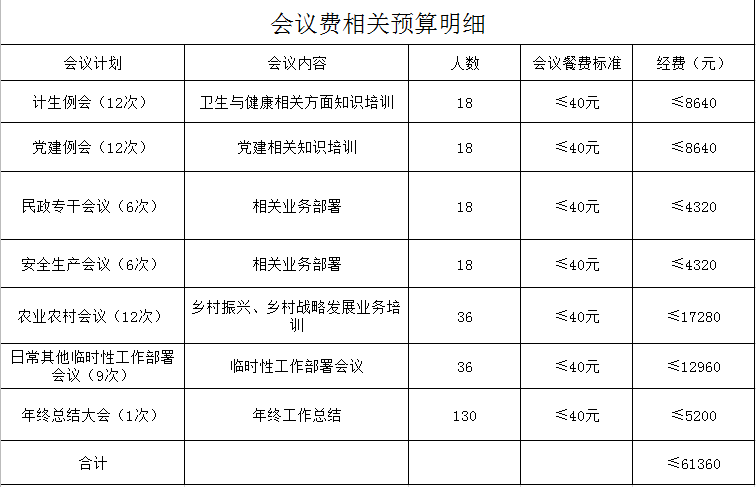 会议费相关预算明细
会议计划 会议内容 人数 会议餐费标准 经费（元）
计生例会（12次） 卫生与健康相关方面知识培训 18 ≤40元 ≤8640
党建例会（12次） 党建相关知识培训 18 ≤40元 ≤8640
民政专干会议（6次） 相关业务部署 18 ≤40元 ≤4320
安全生产会议（6次） 相关业务部署 18 ≤40元 ≤4320
农业农村会议（12次） 乡村振兴、乡村战略发展业务培
训 36 ≤40元 ≤17280
日常其他临时性工作部署
会议（9次） 临时性工作部署会议 36 ≤40元 ≤12960
年终总结大会（1次） 年终工作总结 130 ≤40元 ≤5200
合计 ≤61360